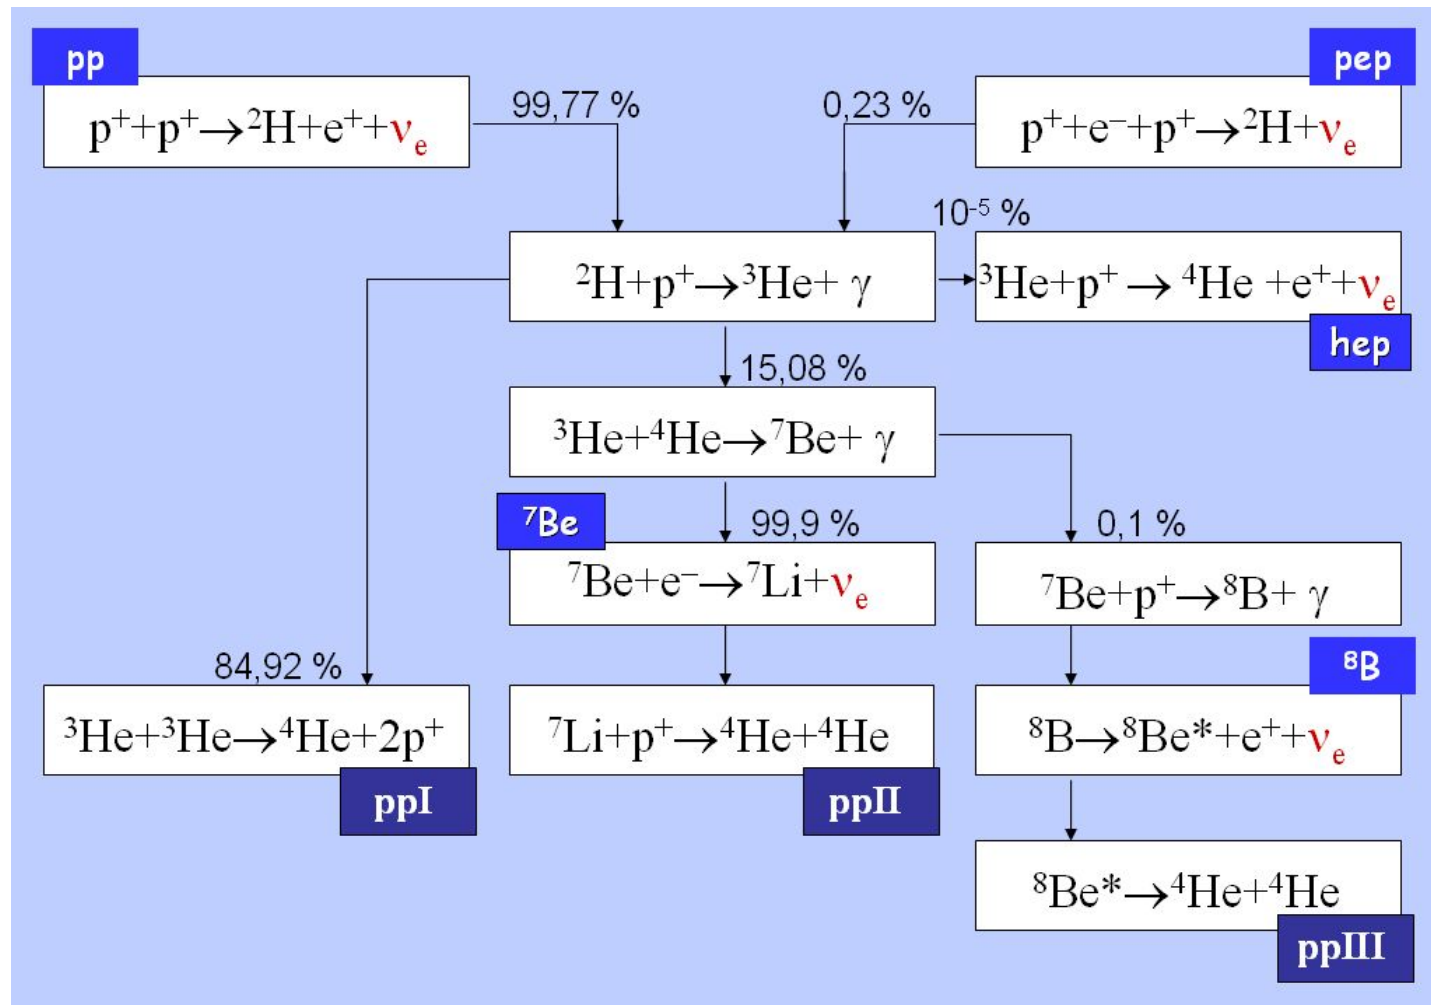 pp
pep
p⁺+p⁺→²H+e⁺+νₑ
99,77 %
0,23 %
p⁺+e⁻+p⁺→²H+νₑ
10⁻⁵ %
²H+p⁺→³He+ γ
³He+p⁺ → ⁴He +e⁺+νₑ
hep
15,08 %
³He+⁴He→⁷Be+ γ
⁷Be
99,9 %
0,1 %
⁷Be+e⁻→⁷Li+νₑ
⁷Be+p⁺→⁸B+ γ
84,92 %
⁸B
³He+³He→⁴He+2p⁺
⁷Li+p⁺→⁴He+⁴He
⁸B→⁸Be*+e⁺+νₑ
ppI
ppII
⁸Be*→⁴He+⁴He
ppIII